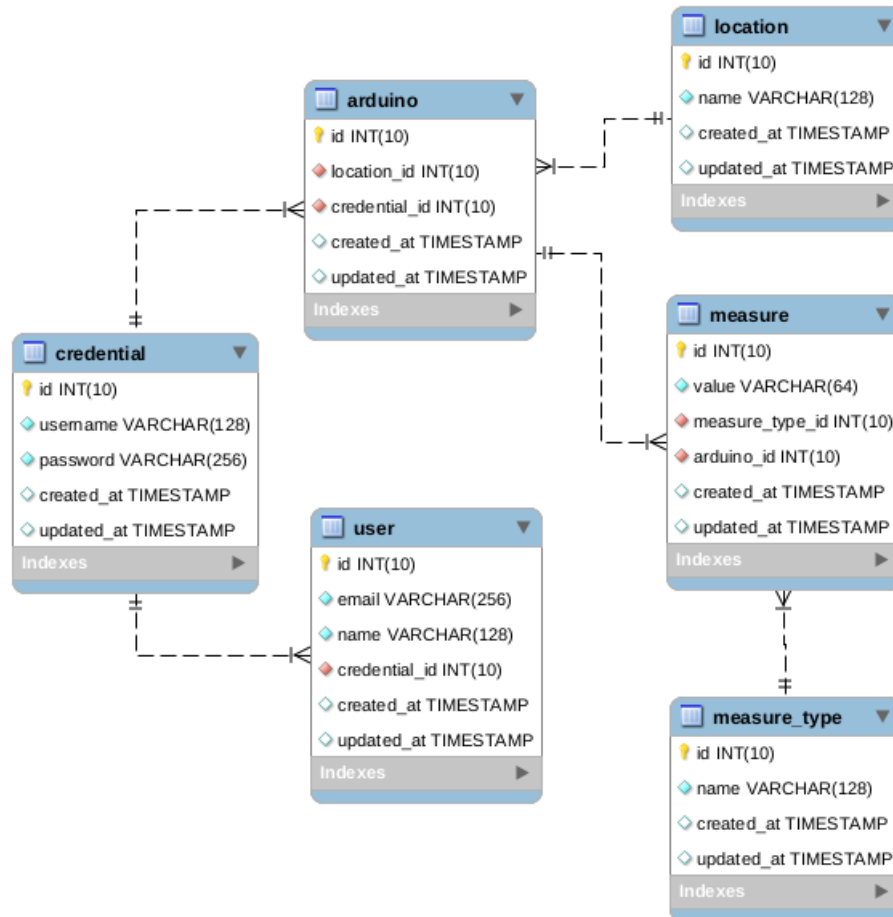 location
id INT(10)
name VARCHAR(128)
created_at TIMESTAMP
updated_at TIMESTAMP
Indexes
arduino
id INT(10)
location_id INT(10)
credential_id INT(10)
created_at TIMESTAMP
updated_at TIMESTAMP
Indexes
measure
id INT(10)
value VARCHAR(64)
measure_type_id INT(10)
arduino_id INT(10)
created_at TIMESTAMP
updated_at TIMESTAMP
Indexes
credential
id INT(10)
username VARCHAR(128)
password VARCHAR(256)
created_at TIMESTAMP
updated_at TIMESTAMP
Indexes
user
id INT(10)
email VARCHAR(256)
name VARCHAR(128)
credential_id INT(10)
created_at TIMESTAMP
updated_at TIMESTAMP
Indexes
measure_type
id INT(10)
name VARCHAR(128)
created_at TIMESTAMP
updated_at TIMESTAMP
Indexes